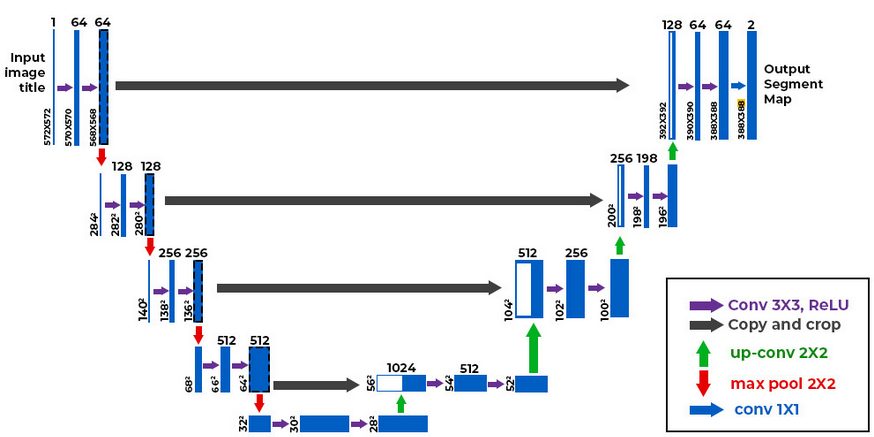 1 64 64
128 64 64 2
Input
image
title
Output
Segment
Map
572X572
570X570
568X568
392X392
390X390
388X388
388X388
128 128
256 198
284²
282²
280²
200²
198²
196²
256 256
512 256
140²
138²
136²
104²
102²
100²
512 512
1024 512
68²
66²
64²
56²
54²
52²
32²
30²
28²
Conv 3X3, ReLU
Copy and crop
up-conv 2X2
max pool 2X2
conv 1X1